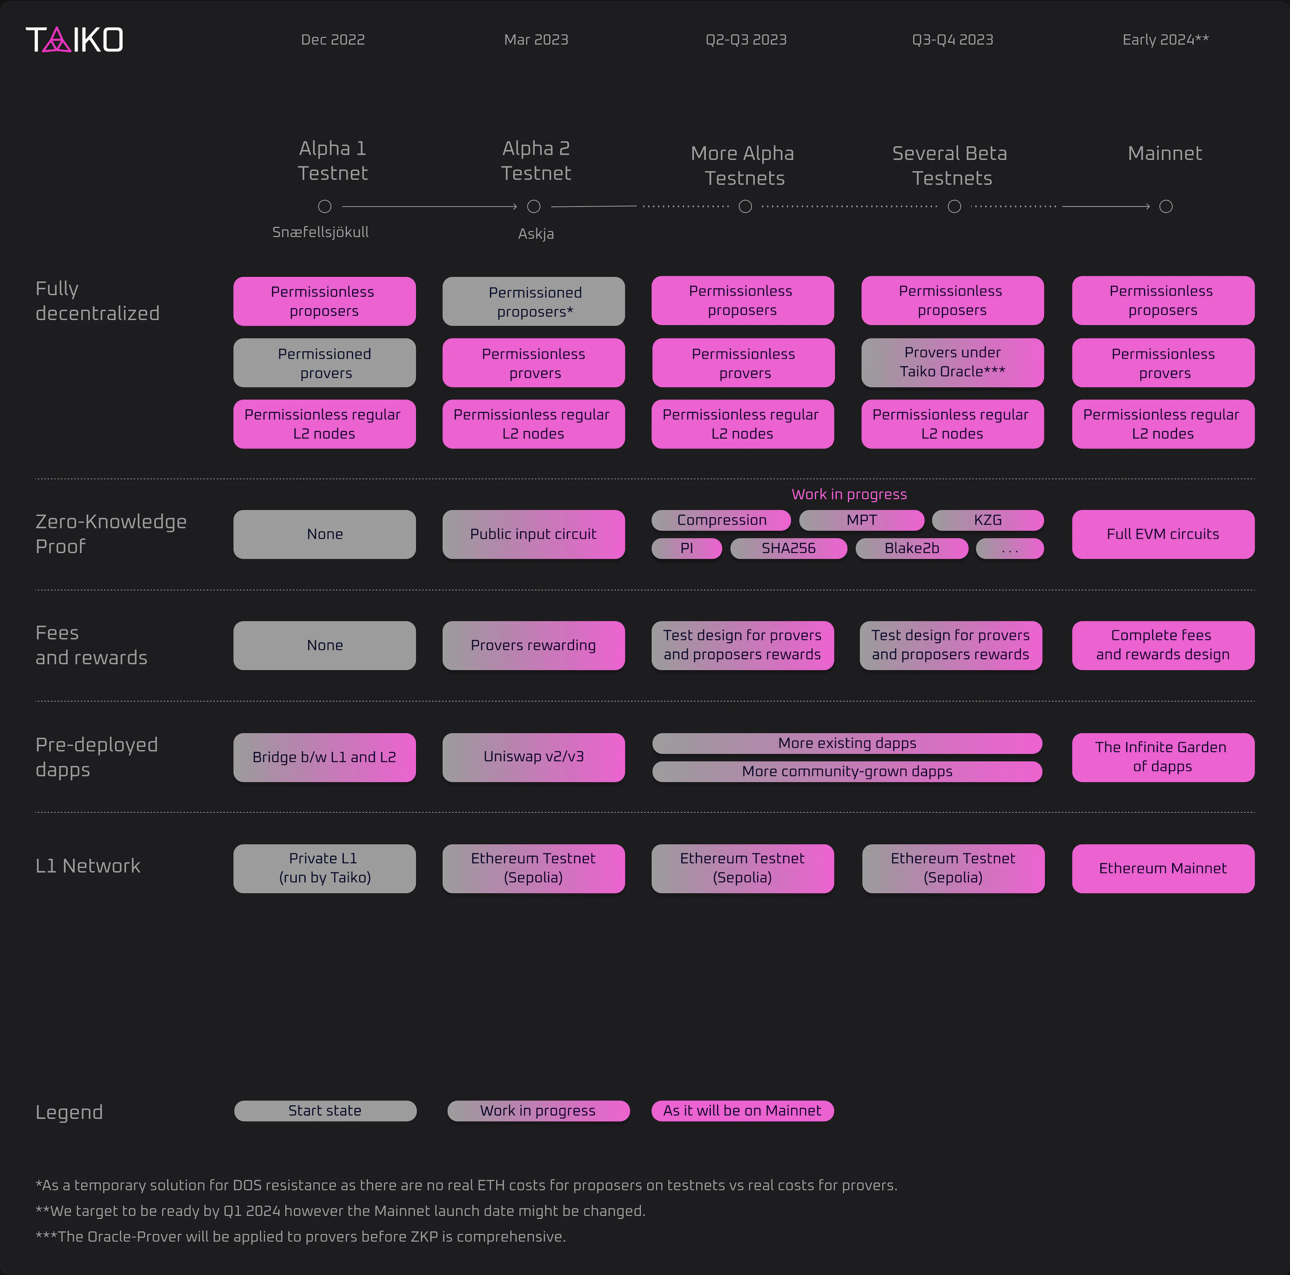 TAIKO
Dec 2022
Mar 2023
Q2-Q3 2023
Q3-Q4 2023
Early 2024**
Alpha 1
Testnet
Alpha 2
Testnet
More Alpha
Testnets
Several Beta
Testnets
Mainnet
Snæfellsjökull
Askja
Fully
decentralized
Permissionless
proposers
Permissioned
proposers*
Permissionless
proposers
Permissionless
proposers
Permissionless
proposers
Permissioned
provers
Permissionless
provers
Permissionless
provers
Provers under
Taiko Oracle***
Permissionless
provers
Permissionless regular
L2 nodes
Permissionless regular
L2 nodes
Permissionless regular
L2 nodes
Permissionless regular
L2 nodes
Permissionless regular
L2 nodes
Zero-Knowledge
Proof
None
Public input circuit
Work in progress
Compression
MPT
KZG
PI
SHA256
Blake2b
...
Full EVM circuits
Fees
and rewards
None
Provers rewarding
Test design for provers
and proposers rewards
Test design for provers
and proposers rewards
Complete fees
and rewards design
Pre-deployed
dapps
Bridge b/w L1 and L2
Uniswap v2/v3
More existing dapps
More community-grown dapps
The Infinite Garden
of dapps
L1 Network
Private L1
(run by Taiko)
Ethereum Testnet
(Sepolia)
Ethereum Testnet
(Sepolia)
Ethereum Testnet
(Sepolia)
Ethereum Mainnet
Legend
Start state
Work in progress
As it will be on Mainnet
*As a temporary solution for DOS resistance as there are no real ETH costs for proposers on testnets vs real costs for provers.
**We target to be ready by Q1 2024 however the Mainnet launch date might be changed.
***The Oracle-Prover will be applied to provers before ZKP is comprehensive.